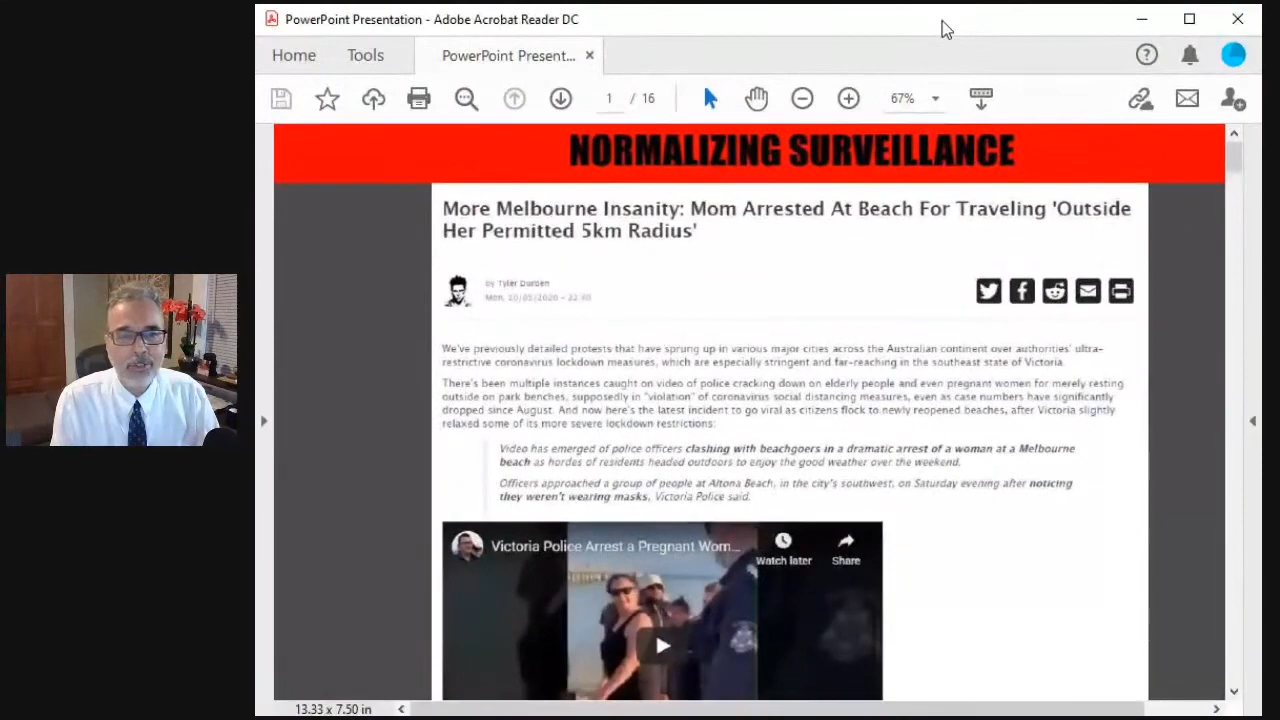 PowerPoint Presentation - Adobe Acrobat Reader DC
Home Tools PowerPoint Present... ×
1 / 16 67%
NORMALIZING SURVEILLANCE
More Melbourne Insanity: Mom Arrested At Beach For Traveling 'Outside
Her Permitted 5km Radius'
by Tyler Durden
Mon, 10/05/2020 - 22:40
We've previously detailed protests that have sprung up in various major cities across the Australian continent over authorities' ultra-
restrictive coronavirus lockdown measures, which are especially stringent and far-reaching in the southeast state of Victoria.
There's been multiple instances caught on video of police cracking down on elderly people and even pregnant women for merely resting
outside on park benches, supposedly in "violation" of coronavirus social distancing measures, even as case numbers have significantly
dropped since August. And now here's the latest incident to go viral as citizens flock to newly reopened beaches, after Victoria slightly
relaxed some of its more severe lockdown restrictions:
Video has emerged of police officers clashing with beachgoers in a dramatic arrest of a woman at a Melbourne
beach as hordes of residents headed outdoors to enjoy the good weather over the weekend.
Officers approached a group of people at Altona Beach, in the city's southwest, on Saturday evening after noticing
they weren't wearing masks, Victoria Police said.
Victoria Police Arrest a Pregnant Wom...
Watch later Share
13.33 x 7.50 in